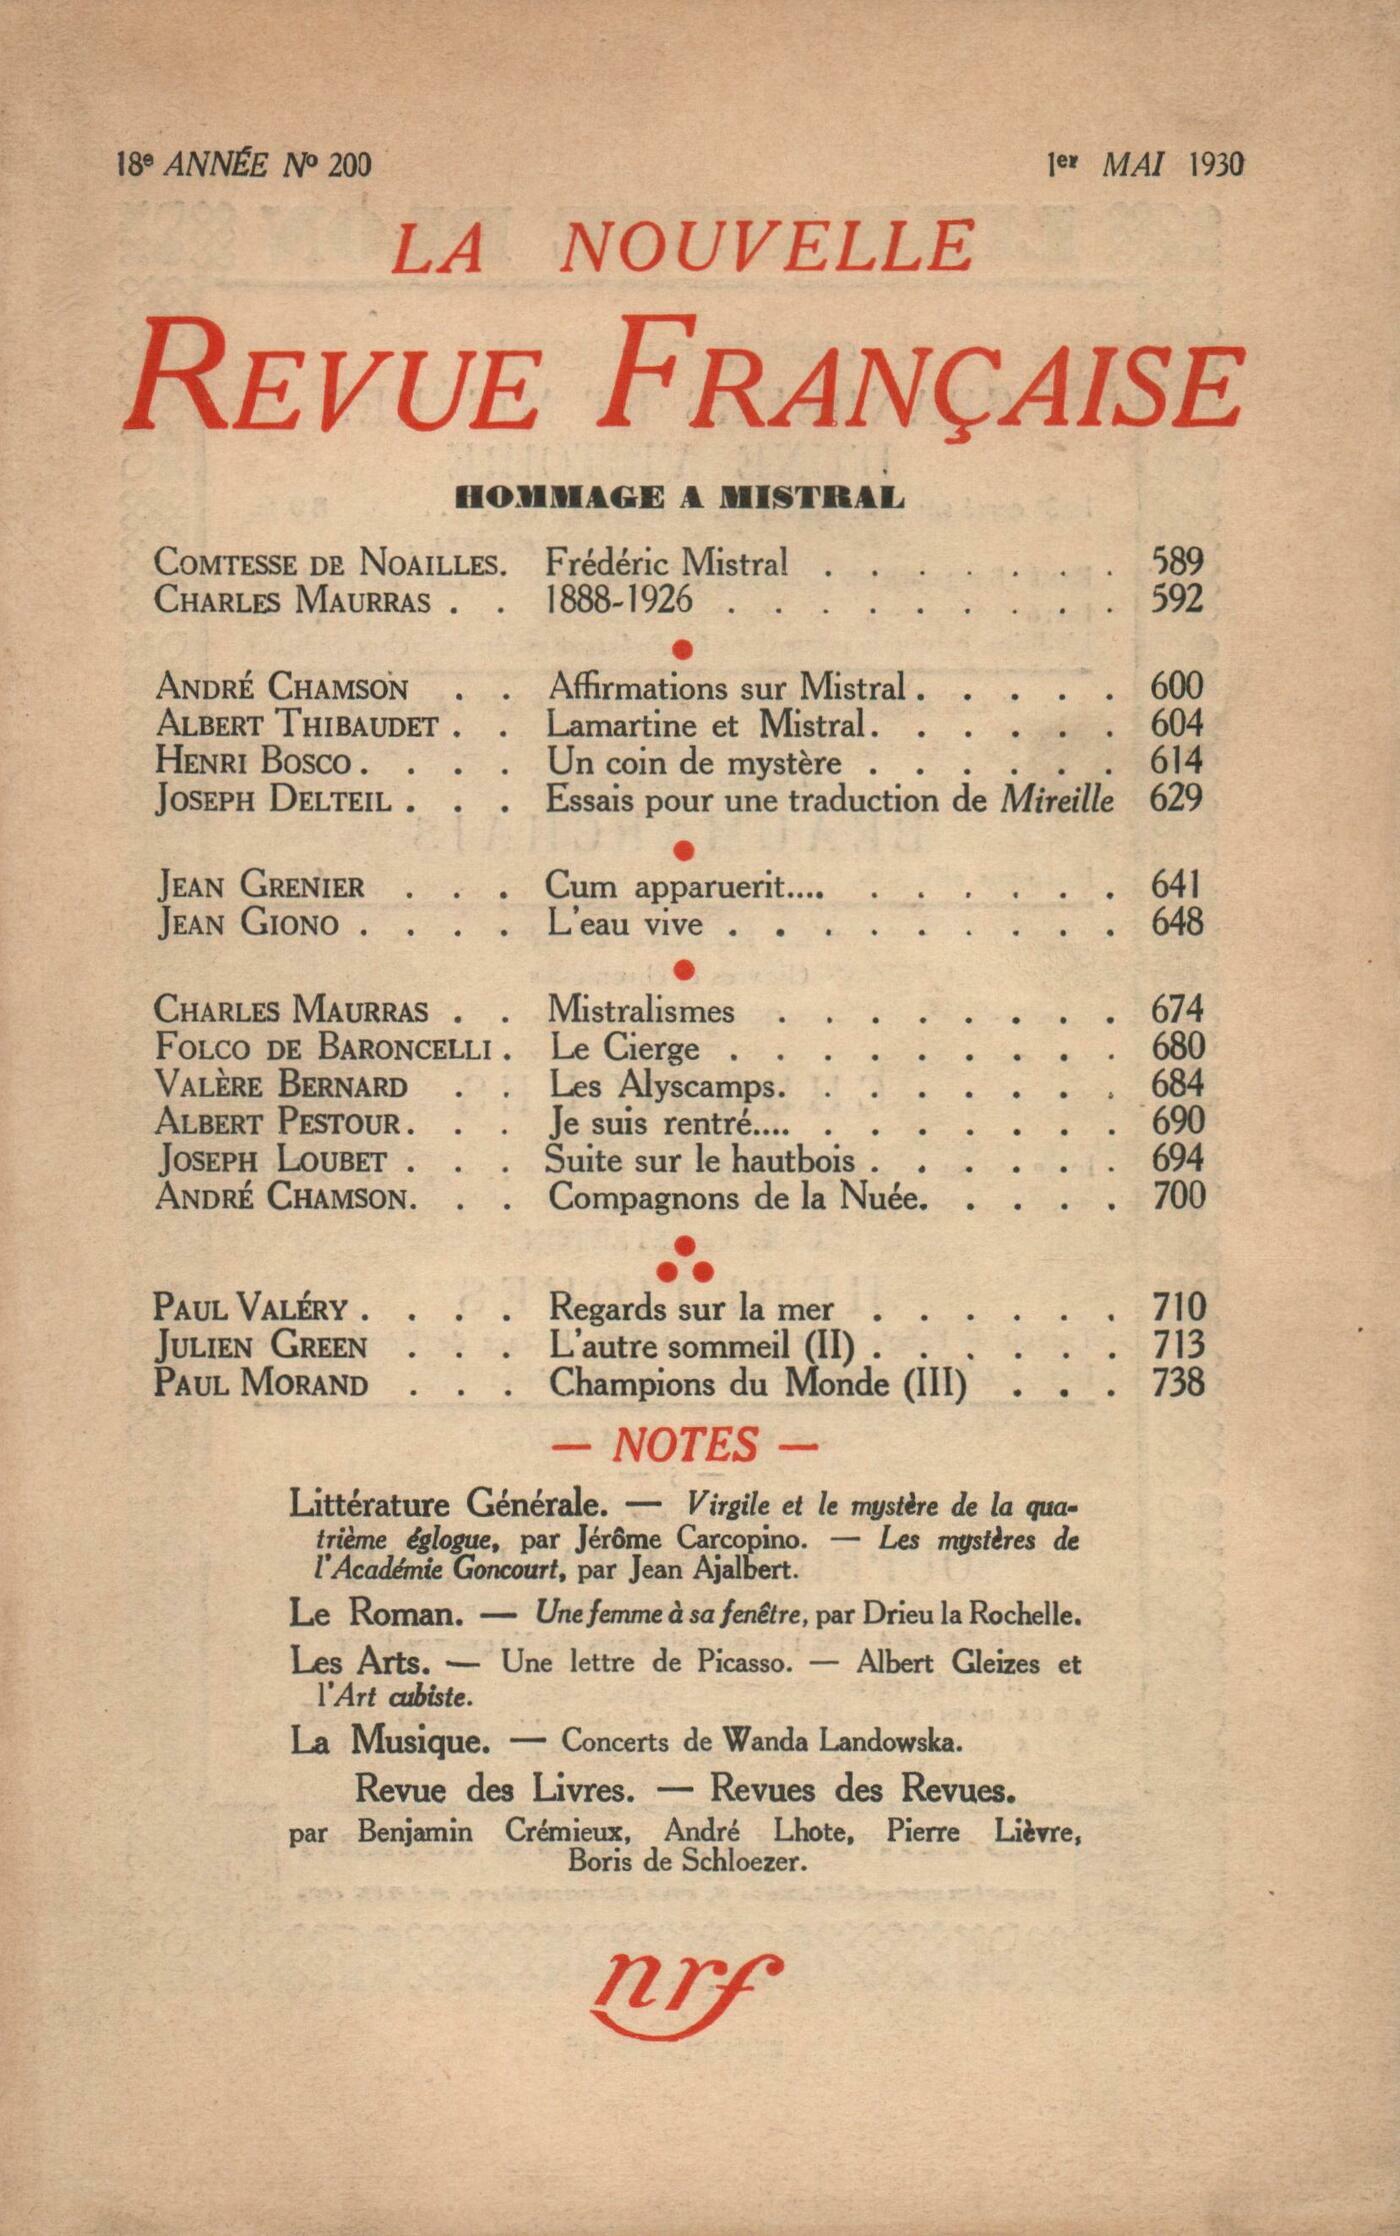 18e ANNÉE No 200 1er MAI 1930
LA NOUVELLE
REVUE FRANÇAISE
HOMMAGE A MISTRAL
COMTESSE DE NOAILLES. Frédéric Mistral . . . . . . . 589
CHARLES MAURRAS . . 1888-1926 . . . . . . . . . 592
ANDRÉ CHAMSON . . Affirmations sur Mistral . . . . . 600
ALBERT THIBAUDET . . Lamartine et Mistral. . . . . . 604
HENRI BOSCO . . . . Un coin de mystère . . . . . . 614
JOSEPH DELTEIL . . . Essais pour une traduction de Mireille 629
JEAN GRENIER . . . Cum apparuerit.... . . . . . . 641
JEAN GIONO . . . . L'eau vive . . . . . . . . . 648
CHARLES MAURRAS . . Mistralismes . . . . . . . . 674
FOLCO DE BARONCELLI . Le Cierge . . . . . . . . . 680
VALÈRE BERNARD . . Les Alyscamps. . . . . . . . 684
ALBERT PESTOUR. . . Je suis rentré.... . . . . . . . 690
JOSEPH LOUBET . . . Suite sur le hautbois . . . . . . 694
ANDRÉ CHAMSON. . . Compagnons de la Nuée. . . . . 700
PAUL VALÉRY . . . . Regards sur la mer . . . . . . 710
JULIEN GREEN . . . L'autre sommeil (II) . . . . . . 713
PAUL MORAND . . . Champions du Monde (III) . . . 738
— NOTES —
Littérature Générale. — Virgile et le mystère de la qua-
trième églogue, par Jérôme Carcopino. — Les mystères de
l'Académie Goncourt, par Jean Ajalbert.
Le Roman. — Une femme à sa fenêtre, par Drieu la Rochelle.
Les Arts. — Une lettre de Picasso. — Albert Gleizes et
l'Art cubiste.
La Musique. — Concerts de Wanda Landowska.
Revue des Livres. — Revues des Revues.
par Benjamin Crémieux, André Lhote, Pierre Lièvre,
Boris de Schloezer.
nrf